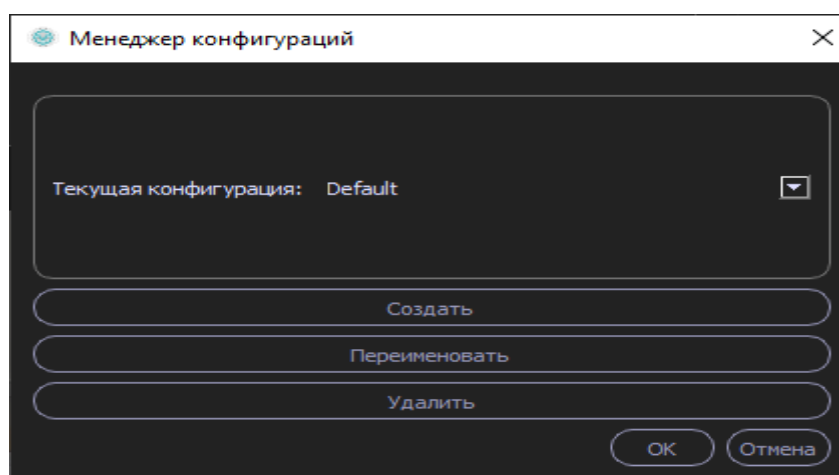 Менеджер конфигураций
Текущая конфигурация: Default
Создать
Переименовать
Удалить
OK Отмена